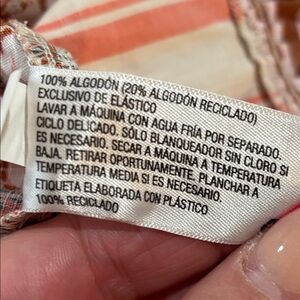 100% ALGODÓN (20% ALGODON RECICLADO)
EXCLUSIVO DE ELÁSTICO
LAVAR A MÁQUINA CON AGUA FRÍA POR SEPARADO.
CICLO DELICADO. SÓLO BLANQUEADOR SIN CLORO SI
ES NECESARIO. SECAR A MÁQUINA A TEMPERATURA
BAJA. RETIRAR OPORTUNAMENTE. PLANCHAR A
TEMPERATURA MEDIA SI ES NECESARIO.
ETIQUETA ELABORADA CON PLÁSTICO
100% RECICLADO